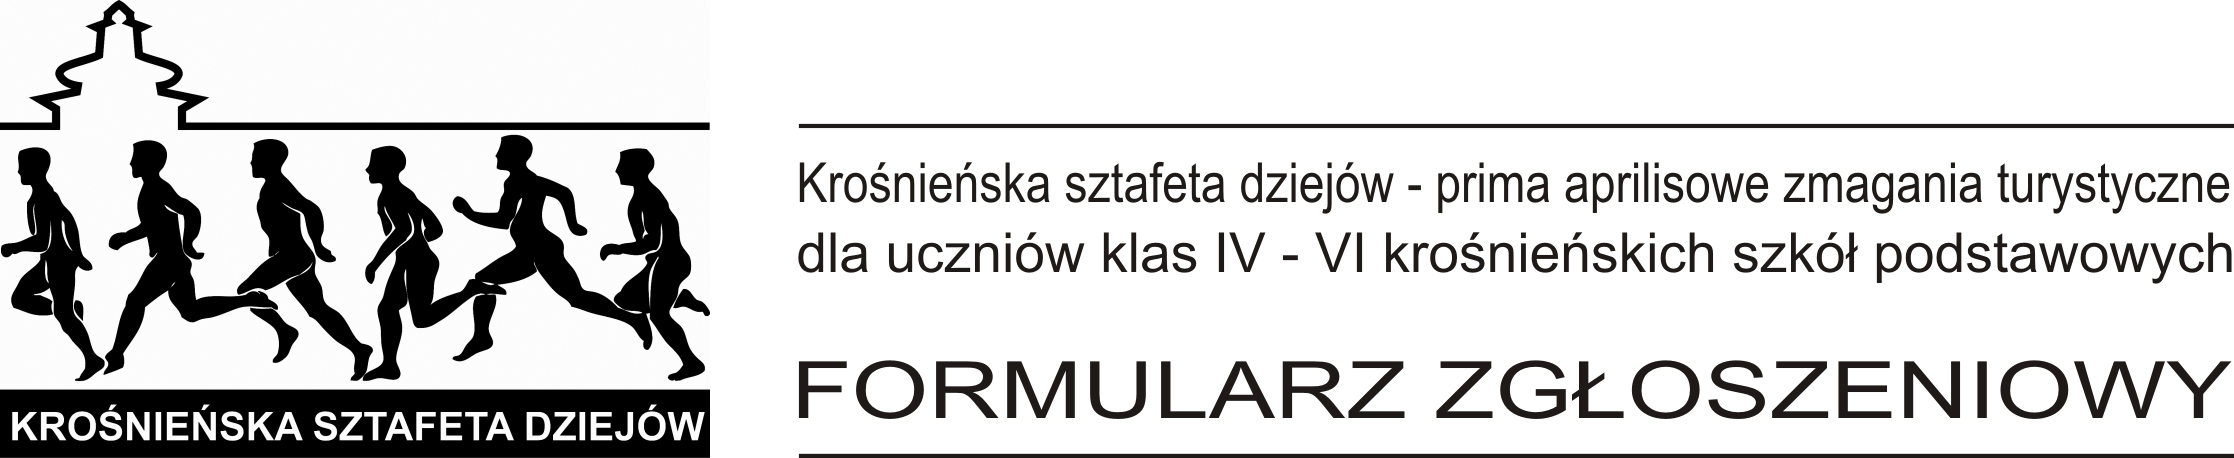 KROŚNIEŃSKA SZTAFETA DZIEJÓW
Krośnieńska sztafeta dziejów - prima aprilisowe zmagania turystyczne
dla uczniów klas IV - VI krośnieńskich szkół podstawowych
FORMULARZ ZGŁOSZENIOWY